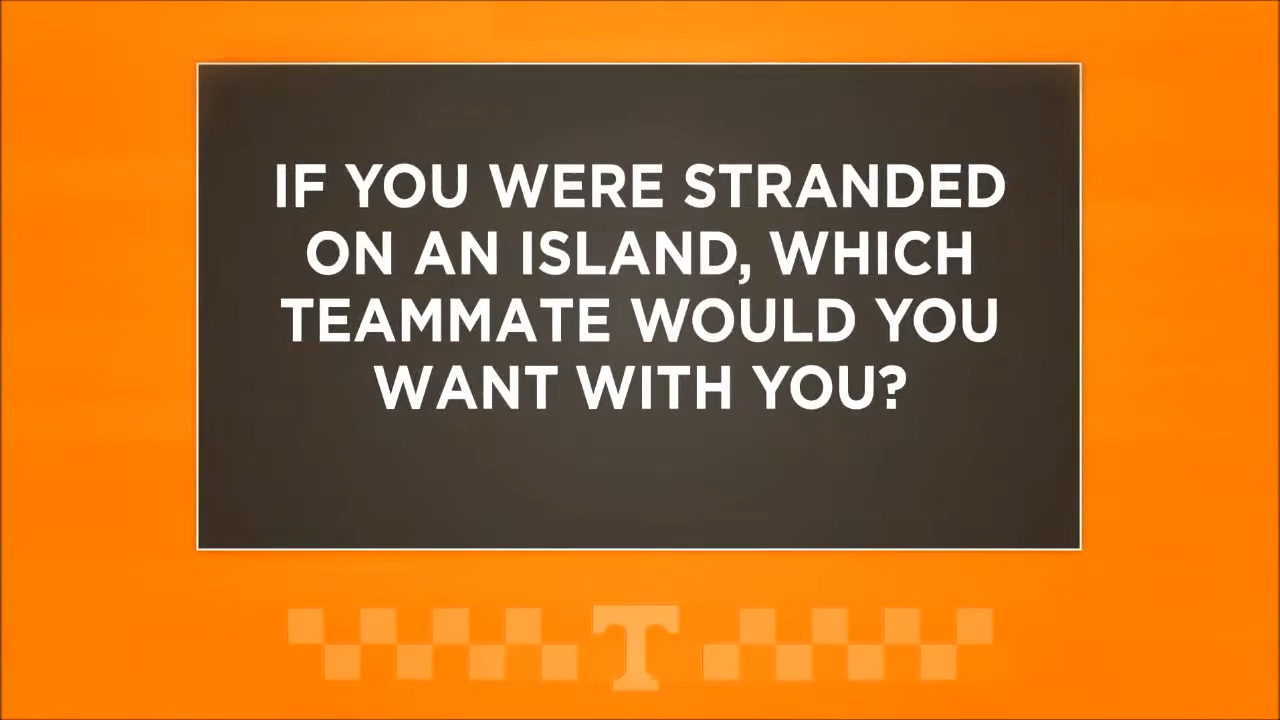 IF YOU WERE STRANDED
ON AN ISLAND, WHICH
TEAMMATE WOULD YOU
WANT WITH YOU?
T